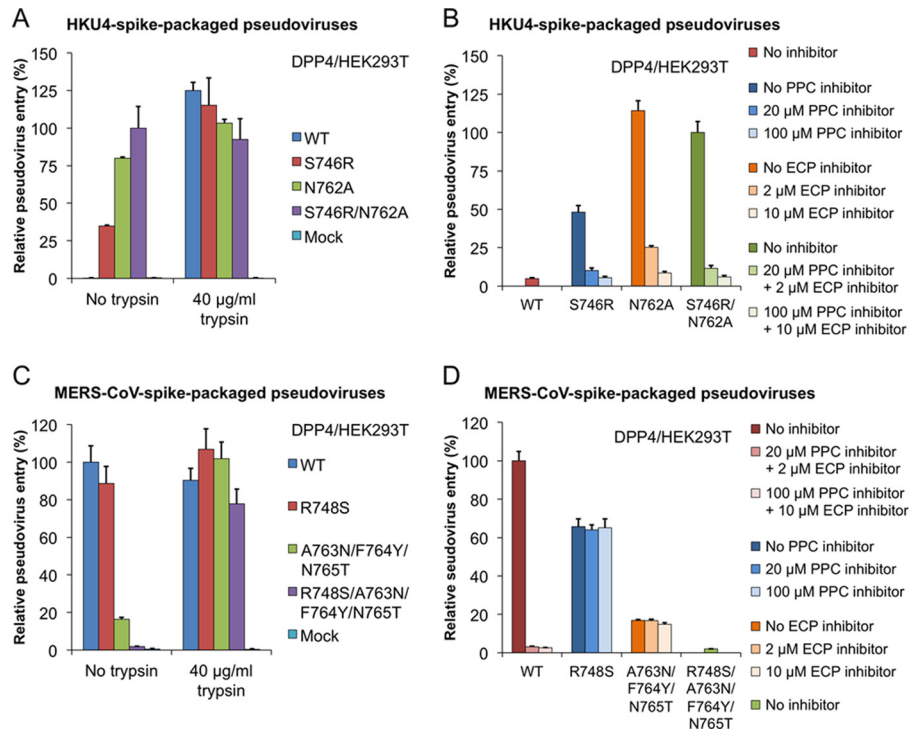 A
HKU4-spike-packaged pseudoviruses
Relative pseudovirus entry (%)
150
125
100
75
50
25
0
No trypsin
40 µg/ml
trypsin
DPP4/HEK293T
WT
S746R
N762A
S746R/N762A
Mock
B
HKU4-spike-packaged pseudoviruses
Relative pseudovirus entry (%)
150
125
100
75
50
25
0
DPP4/HEK293T
WT
S746R
N762A
S746R/
N762A
No inhibitor
No PPC inhibitor
20 µM PPC inhibitor
100 µM PPC inhibitor
No ECP inhibitor
2 µM ECP inhibitor
10 µM ECP inhibitor
No inhibitor
20 µM PPC inhibitor
+ 2 µM ECP inhibitor
100 µM PPC inhibitor
+ 10 µM ECP inhibitor
C
MERS-CoV-spike-packaged pseudoviruses
Relative pseudovirus entry (%)
120
100
80
60
40
20
0
No trypsin
40 µg/ml
trypsin
DPP4/HEK293T
WT
R748S
A763N/F764Y/
N765T
R748S/A763N/
F764Y/N765T
Mock
D
MERS-CoV-spike-packaged pseudoviruses
Relative seudovirus entry (%)
120
100
80
60
40
20
0
DPP4/HEK293T
WT
R748S
A763N/
F764Y/
N765T
R748S/
A763N/
F764Y/
N765T
No inhibitor
20 µM PPC inhibitor
+ 2 µM ECP inhibitor
100 µM PPC inhibitor
+ 10 µM ECP inhibitor
No PPC inhibitor
20 µM PPC inhibitor
100 µM PPC inhibitor
No ECP inhibitor
2 µM ECP inhibitor
10 µM ECP inhibitor
No inhibitor